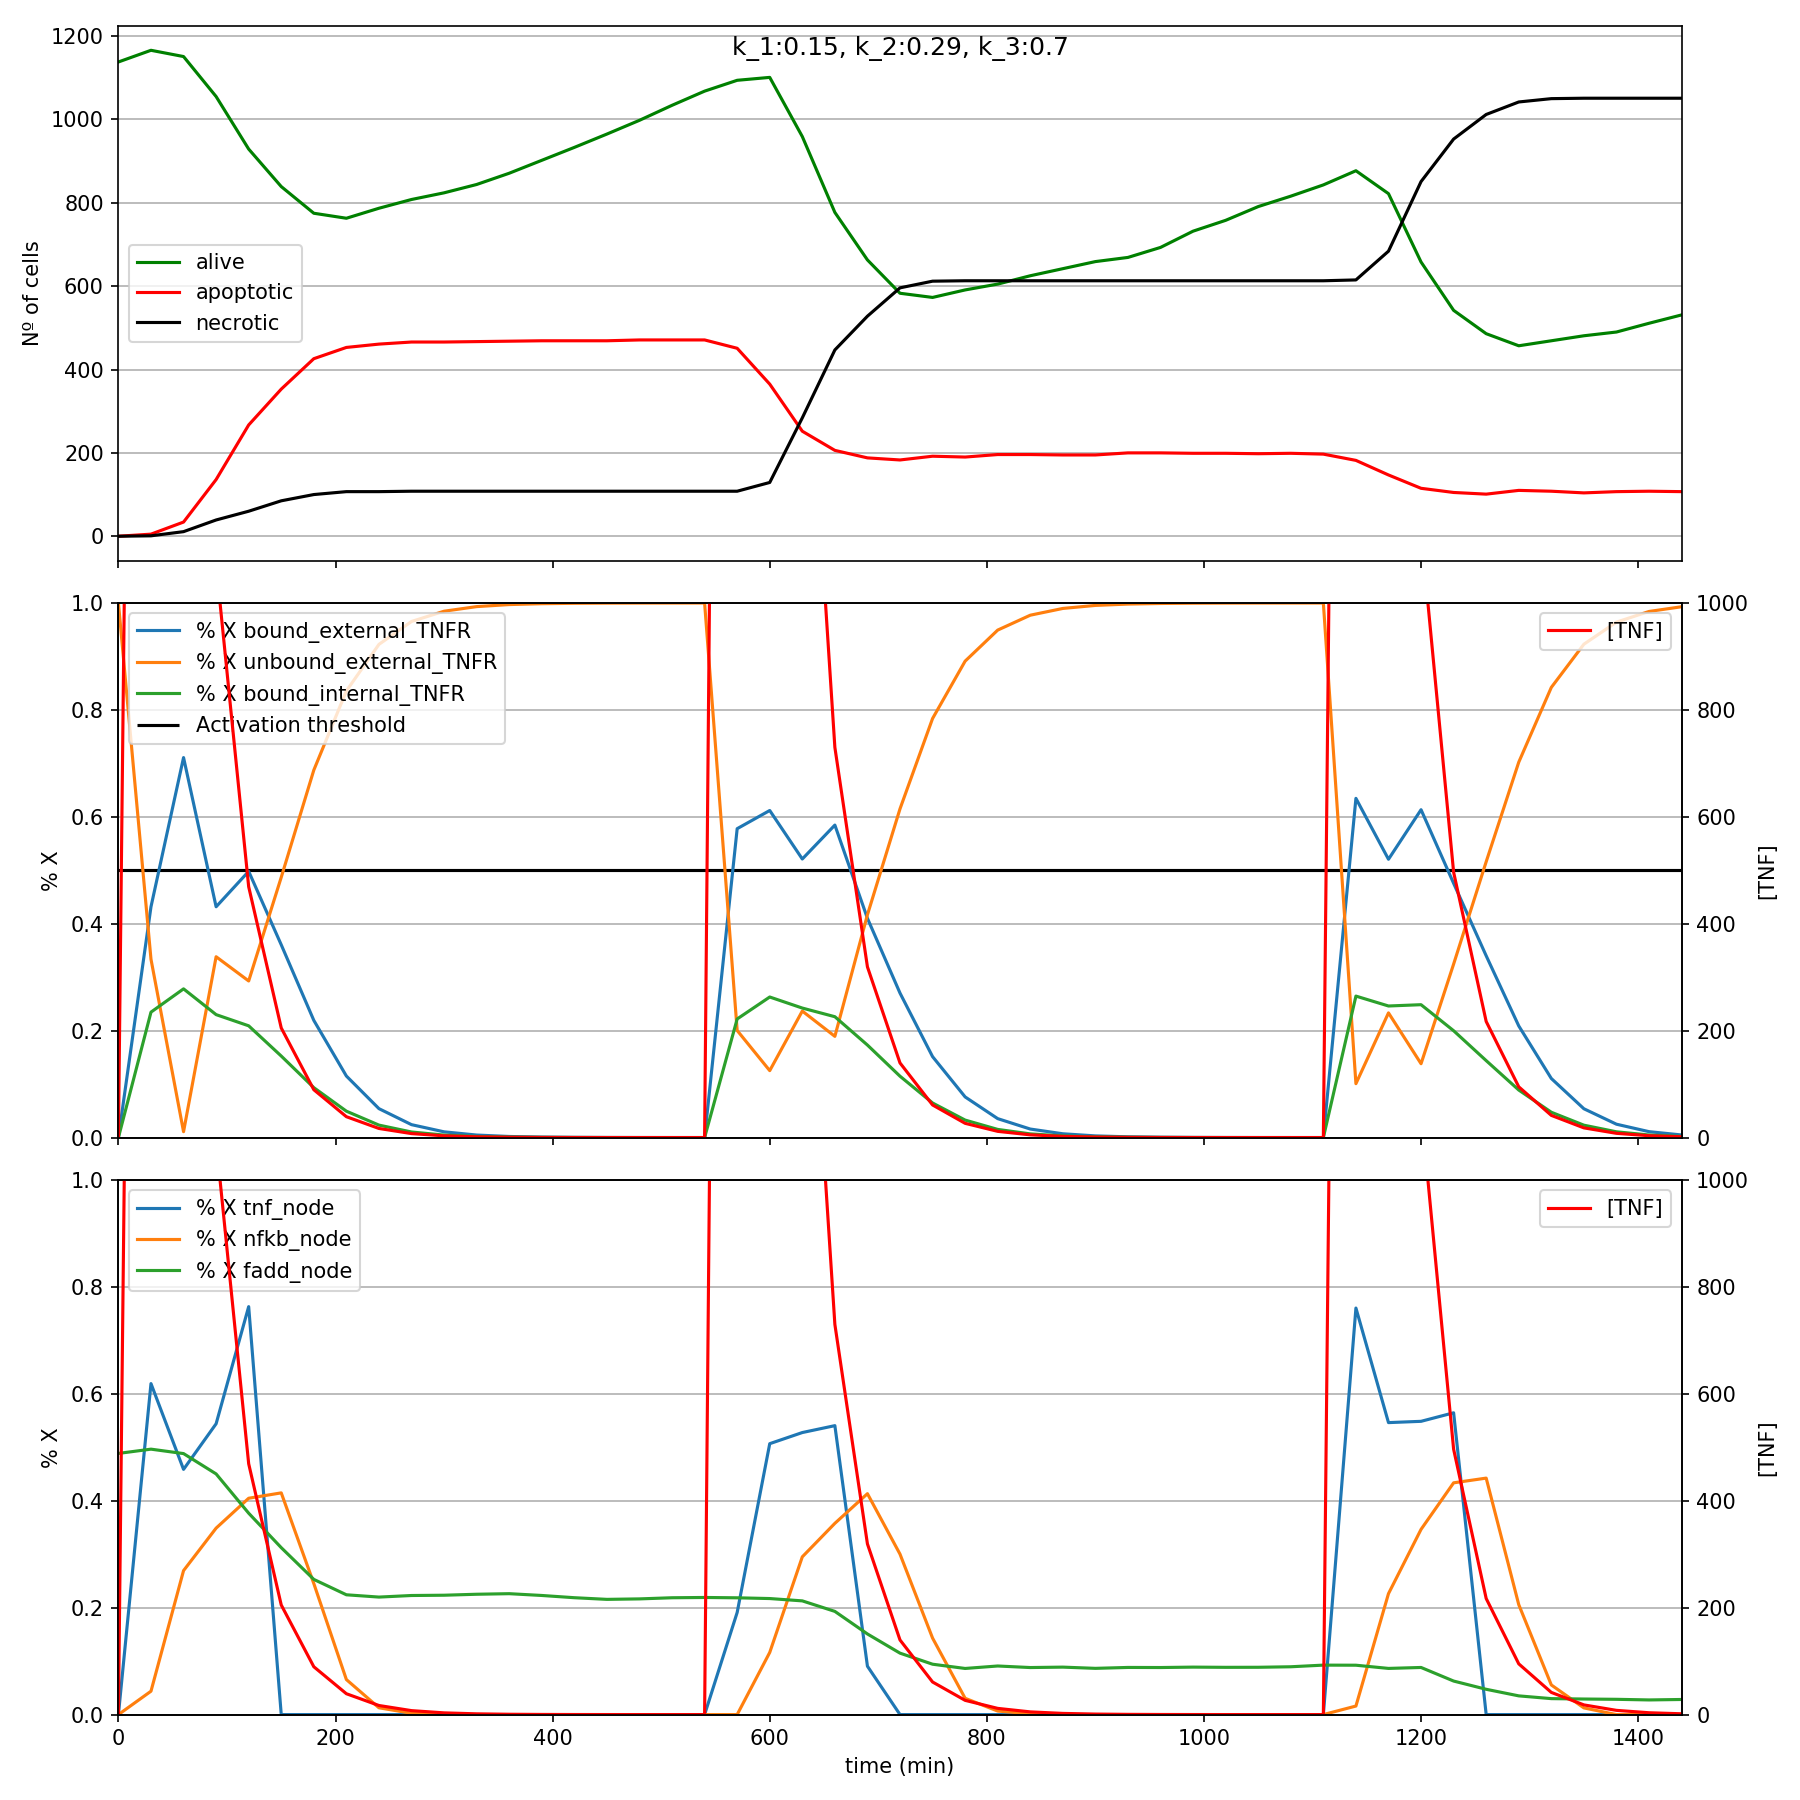 k_1:0.15, k_2:0.29, k_3:0.7
1200
1000
800
600
400
200
0
Nº of cells
alive
apoptotic
necrotic
1.0
0.8
0.6
0.4
0.2
0.0
% X
% X bound_external_TNFR
% X unbound_external_TNFR
% X bound_internal_TNFR
Activation threshold
[TNF]
1000
800
600
400
200
0
[TNF]
1.0
0.8
0.6
0.4
0.2
0.0
% X
% X tnf_node
% X nfkb_node
% X fadd_node
[TNF]
1000
800
600
400
200
0
[TNF]
0 200 400 600 800 1000 1200 1400
time (min)